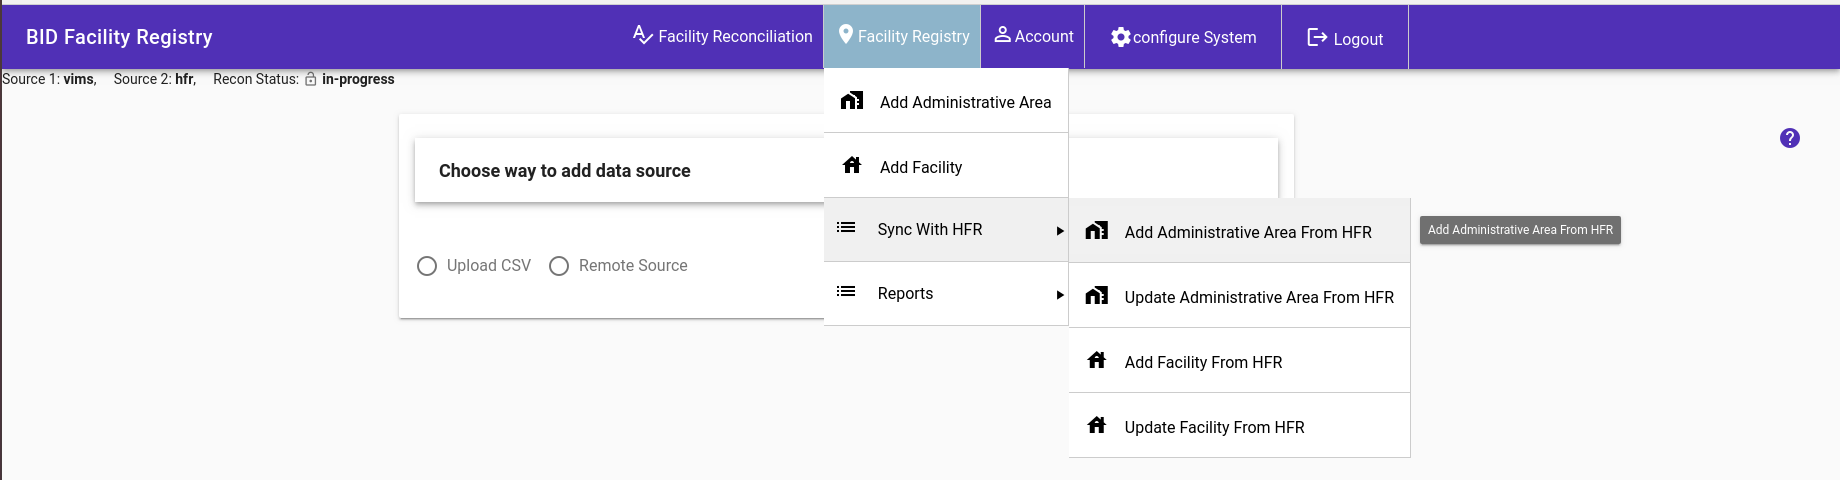 BID Facility Registry
Facility Reconciliation
Facility Registry
Account
configure System
Logout
Source 1: vims, Source 2: hfr, Recon Status: in-progress
Add Administrative Area
Add Facility
Sync With HFR
Reports
Add Administrative Area From HFR
Update Administrative Area From HFR
Add Facility From HFR
Update Facility From HFR
Add Administrative Area From HFR
?
Choose way to add data source
Upload CSV
Remote Source